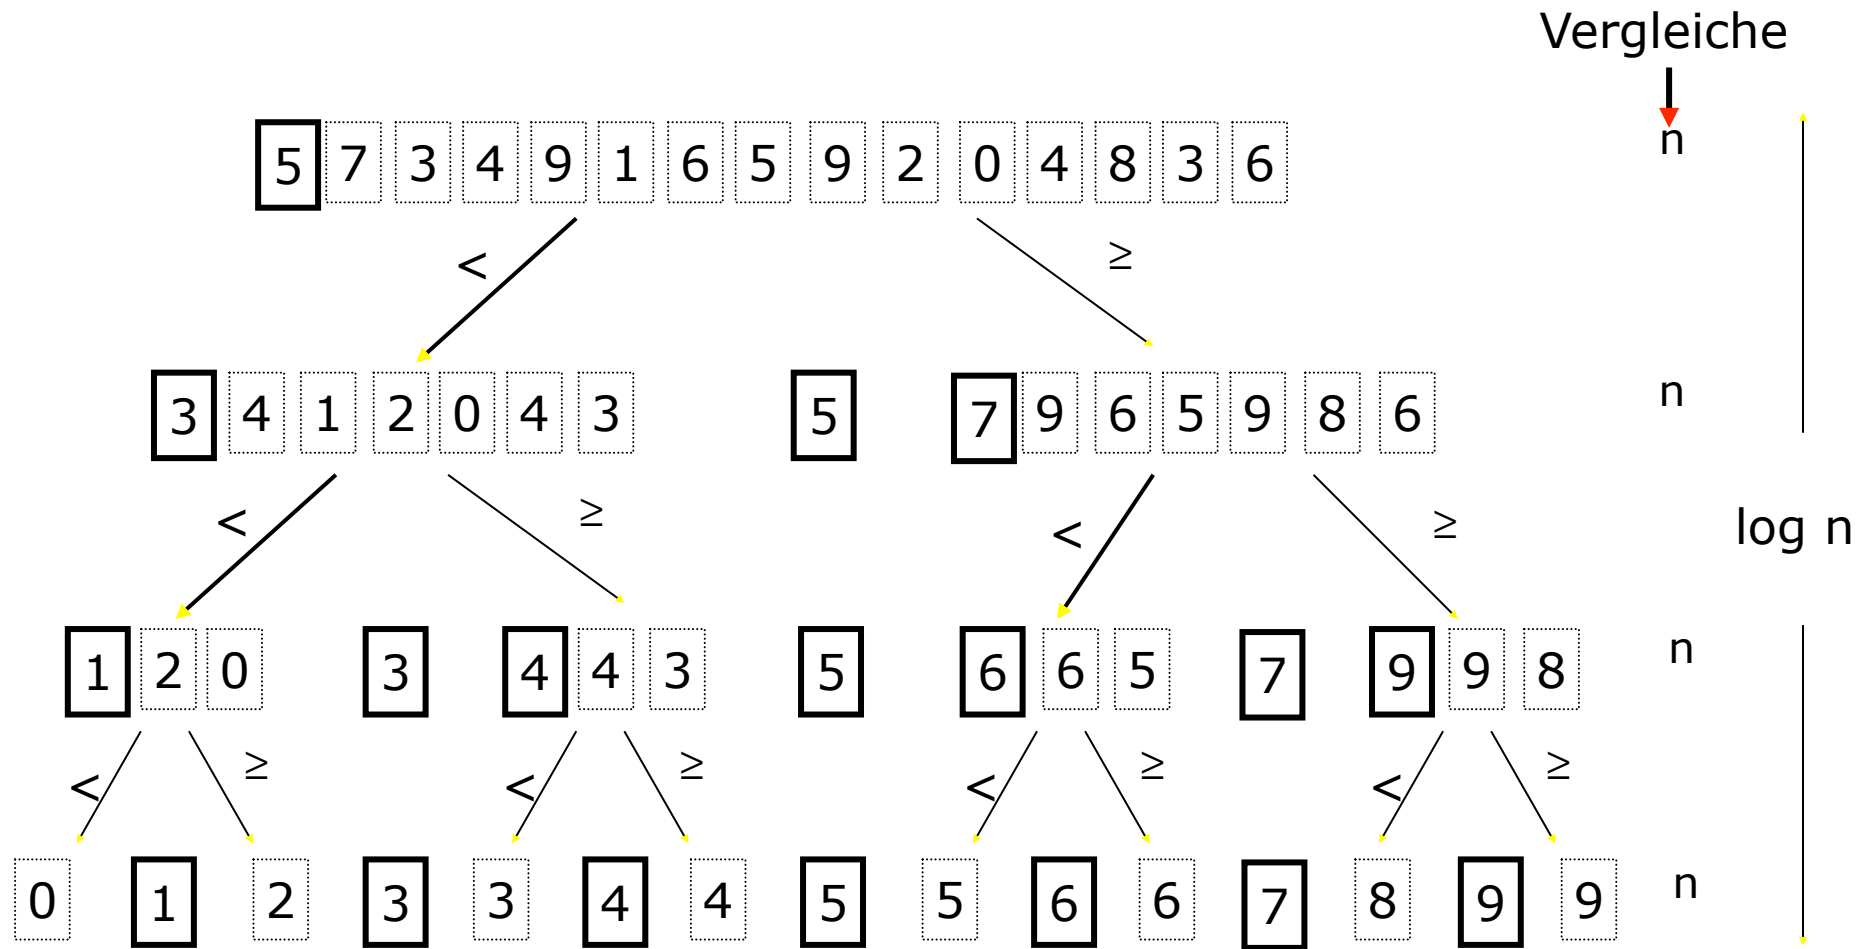 Vergleiche
5 7 3 4 9 1 6 5 9 2 0 4 8 3 6 n
< ≥
3 4 1 2 0 4 3 5 7 9 6 5 9 8 6 n
< ≥ < ≥
log n
1 2 0 3 4 4 3 5 6 6 5 7 9 9 8 n
< ≥ < ≥ < ≥ < ≥
0 1 2 3 3 4 4 5 5 6 6 7 8 9 9 n